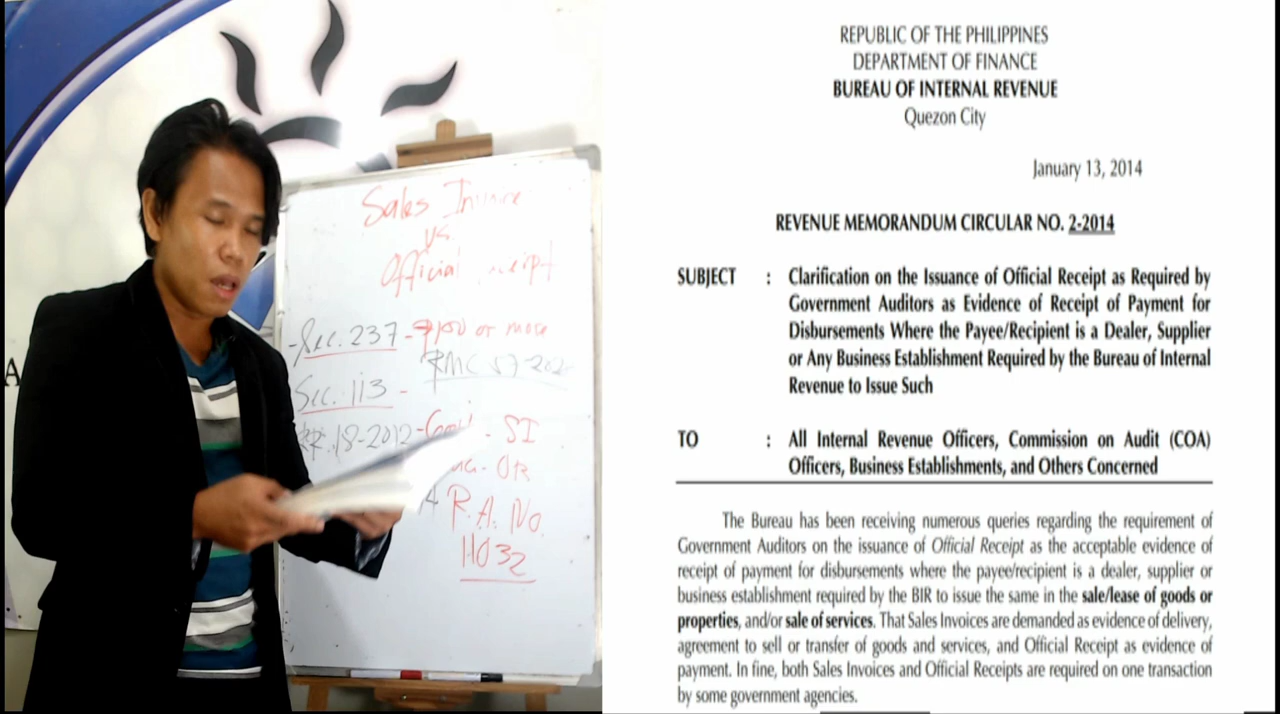 Sales Invoice
vs.
Official
- Sec. 237 - ₱100 or more
RMC 57-202
Sec. 113 -
RR. 18-2012 - - SI
- OR
R.A. No.
11032
A
REPUBLIC OF THE PHILIPPINES
DEPARTMENT OF FINANCE
BUREAU OF INTERNAL REVENUE
Quezon City
January 13, 2014
REVENUE MEMORANDUM CIRCULAR NO. 2-2014
SUBJECT : Clarification on the Issuance of Official Receipt as Required by
Government Auditors as Evidence of Receipt of Payment for
Disbursements Where the Payee/Recipient is a Dealer, Supplier
or Any Business Establishment Required by the Bureau of Internal
Revenue to Issue Such
TO : All Internal Revenue Officers, Commission on Audit (COA)
Officers, Business Establishments, and Others Concerned
The Bureau has been receiving numerous queries regarding the requirement of
Government Auditors on the issuance of Official Receipt as the acceptable evidence of
receipt of payment for disbursements where the payee/recipient is a dealer, supplier or
business establishment required by the BIR to issue the same in the sale/lease of goods or
properties, and/or sale of services. That Sales Invoices are demanded as evidence of delivery,
agreement to sell or transfer of goods and services, and Official Receipt as evidence of
payment. In fine, both Sales Invoices and Official Receipts are required on one transaction
by some government agencies.